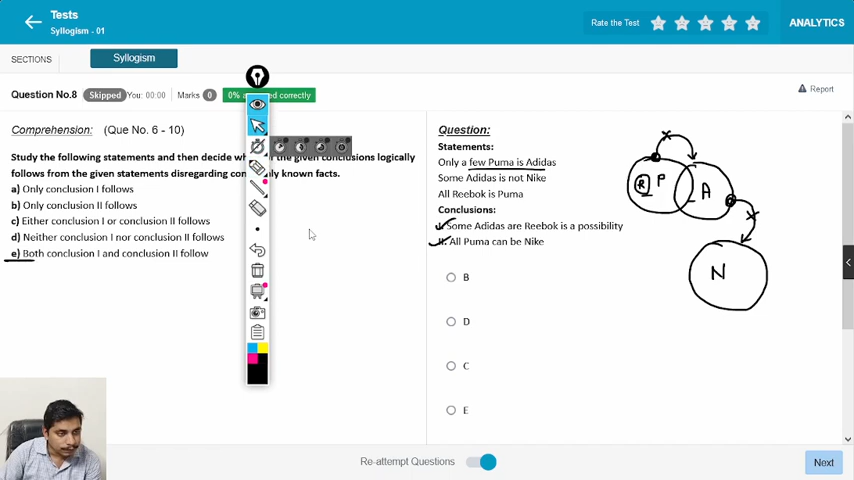 Tests
Syllogism - 01
Rate the Test
ANALYTICS
SECTIONS
Syllogism
Question No.8
Skipped
You: 00:00
Marks
0
0% a
ed correctly
Report
Comprehension: (Que No. 6 - 10)
Study the following statements and then decide wh
f the given conclusions logically
follows from the given statements disregarding con
ly known facts.
a) Only conclusion I follows
b) Only conclusion II follows
c) Either conclusion I or conclusion II follows
d) Neither conclusion I nor conclusion II follows
e) Both conclusion I and conclusion II follow
Question:
Statements:
Only a few Puma is Adidas
Some Adidas is not Nike
All Reebok is Puma
Conclusions:
I. Some Adidas are Reebok is a possibility
II. All Puma can be Nike
R P A
N
B
D
C
E
Re-attempt Questions
Next